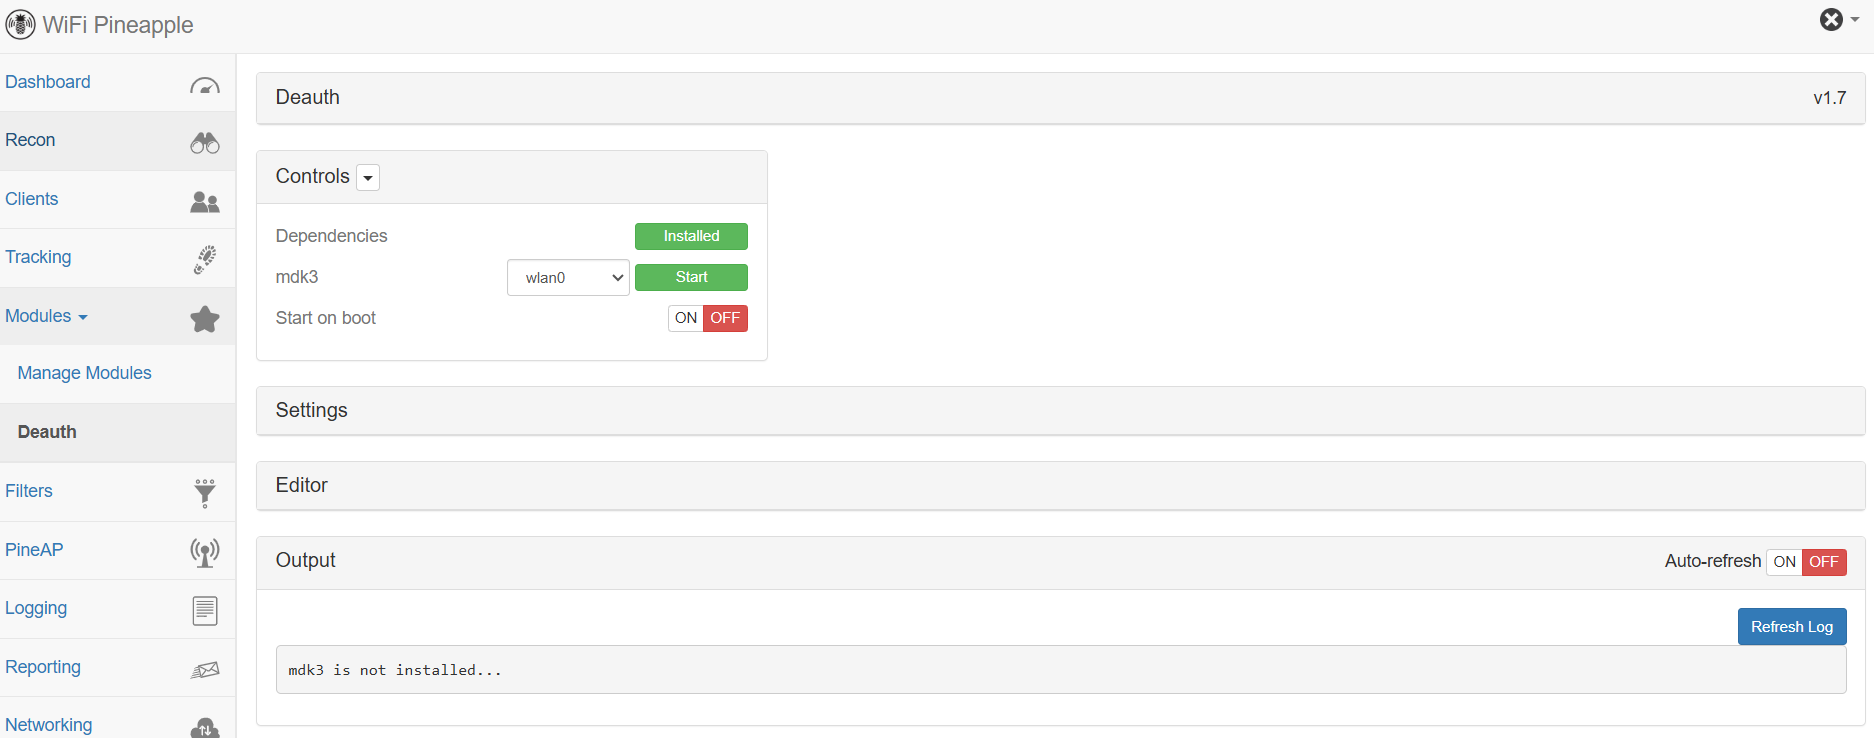 WiFi Pineapple
Dashboard
Recon
Clients
Tracking
Modules
Manage Modules
Deauth
Filters
PineAP
Logging
Reporting
Networking
Deauth v1.7
Controls
Dependencies Installed
mdk3 wlan0 Start
Start on boot ON OFF
Settings
Editor
Output Auto-refresh ON OFF
Refresh Log
mdk3 is not installed...